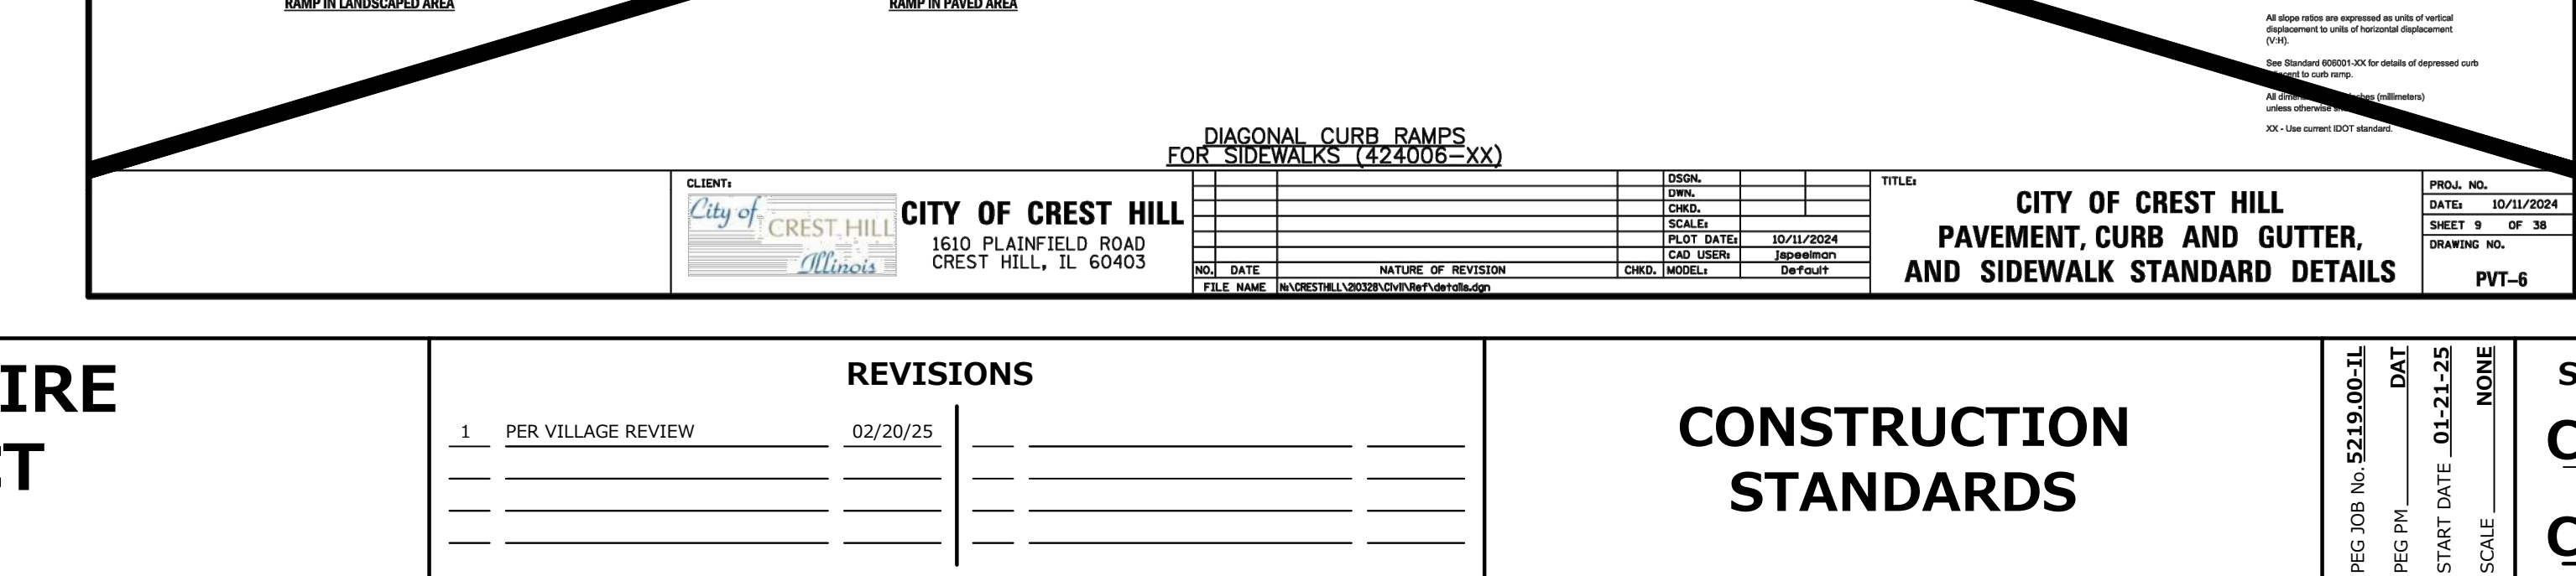 RAMP IN LANDSCAPED AREA
RAMP IN PAVED AREA
All slope ratios are expressed as units of vertical
displacement to units of horizontal displacement
(V:H).
See Standard 606001-XX for details of depressed curb
to curb ramp.
All (millimeters)
unless otherwise
XX - Use current IDOT standard.
DIAGONAL CURB RAMPS
FOR SIDEWALKS (424006-XX)
CLIENT:
City of
CREST HILL
Illinois
CITY OF CREST HILL
1610 PLAINFIELD ROAD
CREST HILL, IL 60403
NO. DATE NATURE OF REVISION CHKD.
FILE NAME N:\CRESTHILL\210328\Civil\Ref\details.dgn
DSGN.
DWN.
CHKD.
SCALE:
PLOT DATE: 10/11/2024
CAD USER: jspeelman
MODEL: Default
TITLE:
CITY OF CREST HILL
PAVEMENT, CURB AND GUTTER,
AND SIDEWALK STANDARD DETAILS
PROJ. NO.
DATE: 10/11/2024
SHEET 9 OF 38
DRAWING NO.
PVT-6
IRE
T
REVISIONS
1 PER VILLAGE REVIEW 02/20/25
CONSTRUCTION
STANDARDS
PEG JOB No. 5219.00-IL
PEG PM DAT
START DATE 01-21-25
SCALE NONE
S
C
C